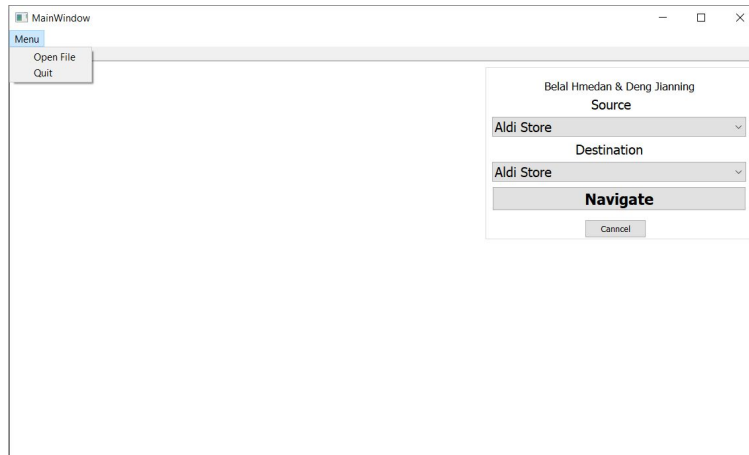 MainWindow
Menu
Open File
Quit
Belal Hmedan & Deng Jianning
Source
Aldi Store
Destination
Aldi Store
Navigate
Canncel